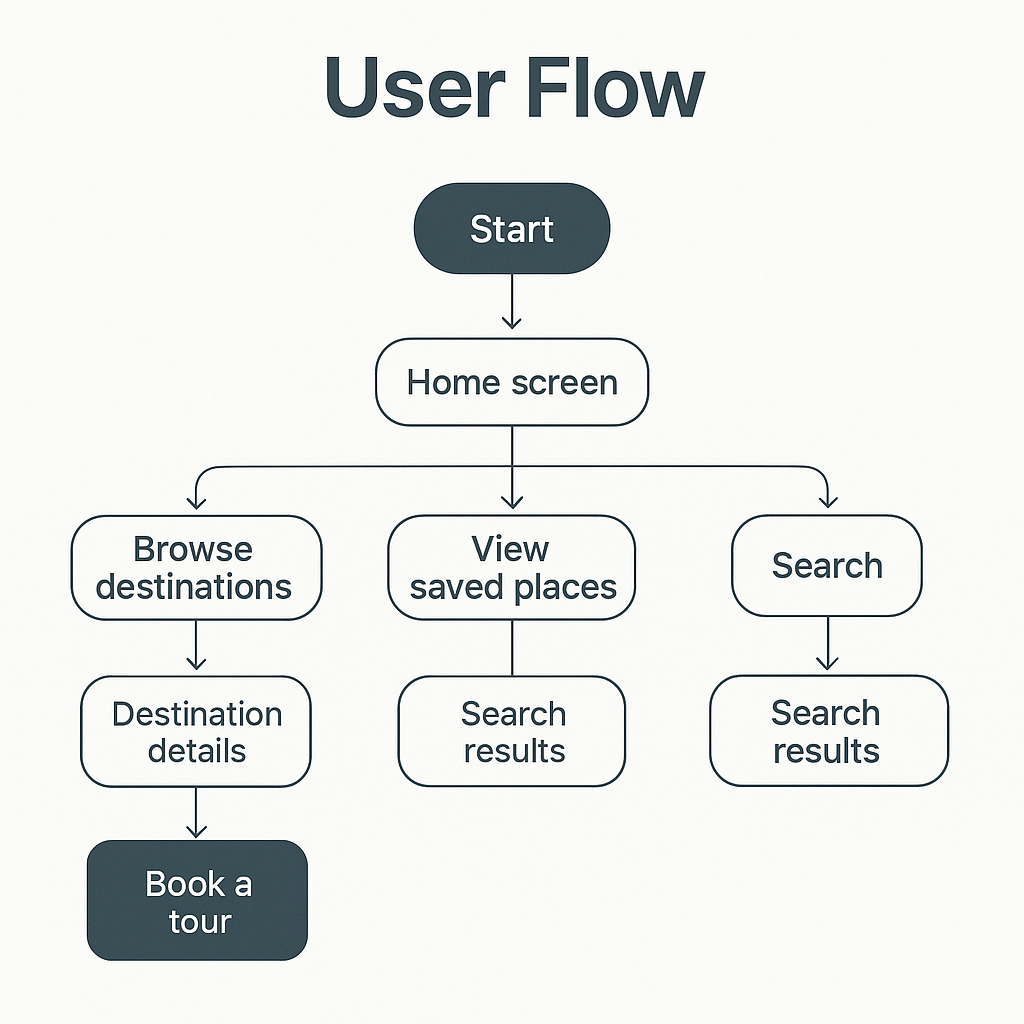 User Flow
Start
Home screen
Browse
destinations
View
saved places
Search
Destination
details
Search
results
Search
results
Book a
tour